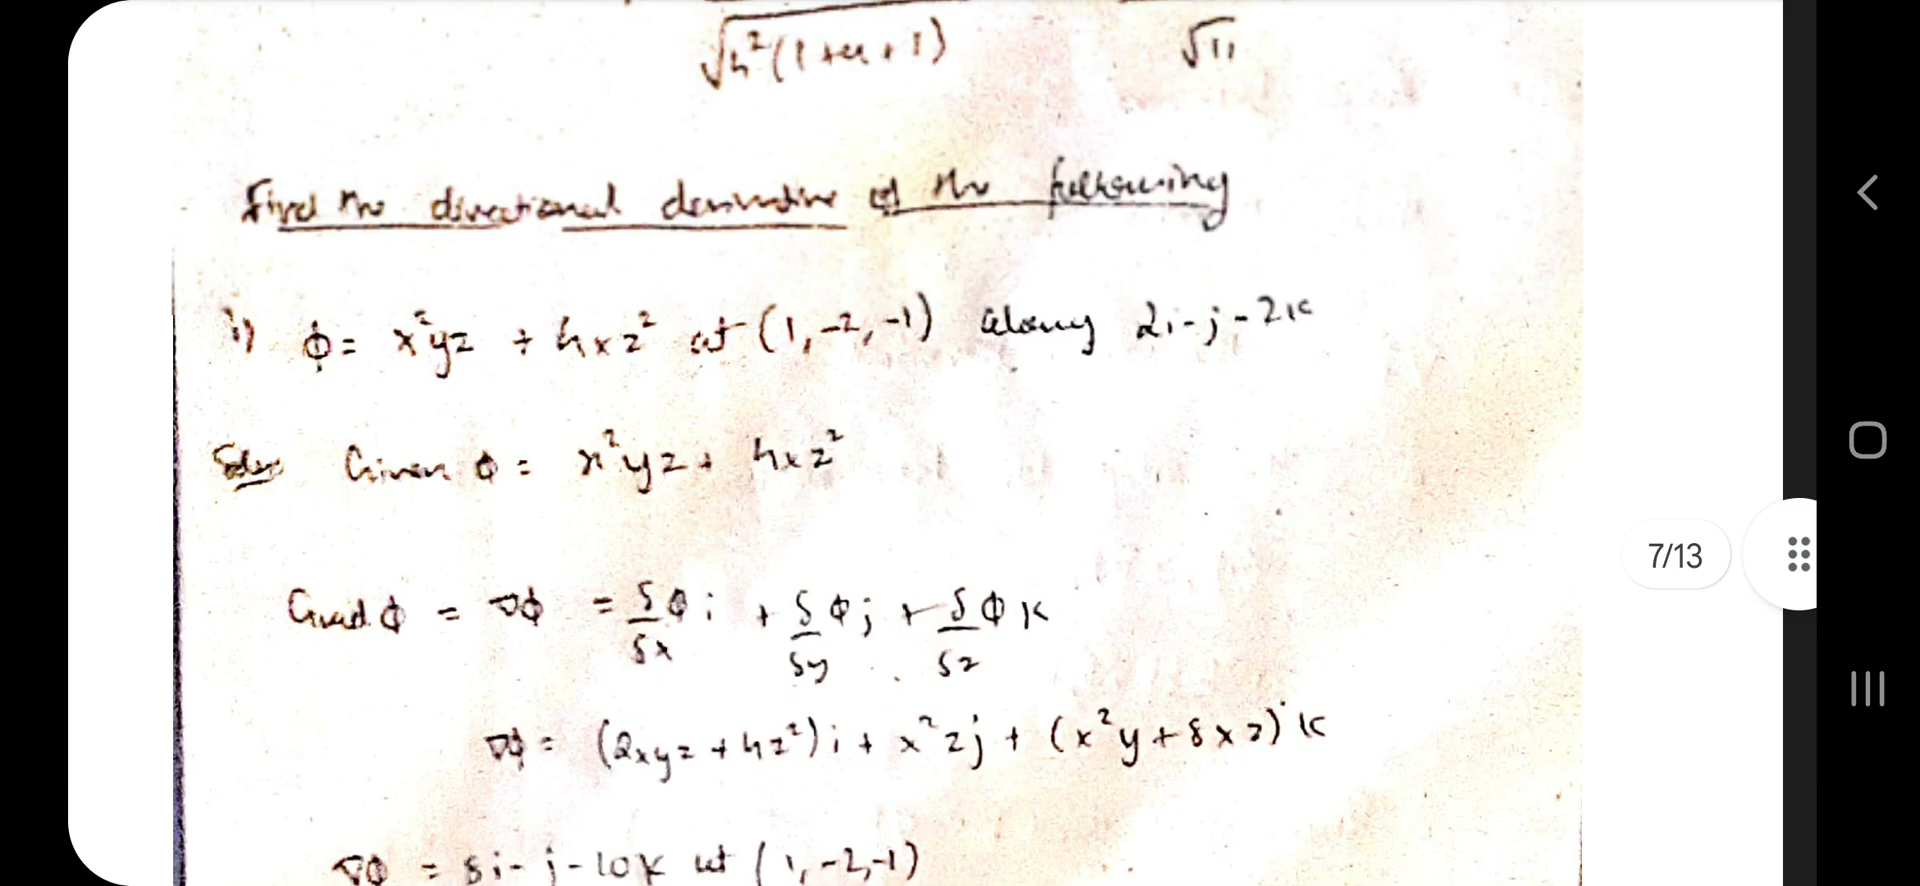 √h²(1+4+1) √11
Find the directional derivative of the following
i) ϕ = x²yz + 4xz² at (1,-2,-1) along 2i-j-2k
Soln Given ϕ = x²yz + 4xz²
Grad ϕ = ∇ϕ = δϕ/δx i + δϕ/δy j + δϕ/δz k
∇ϕ = (2xyz + 4z²)i + x²zj + (x²y + 8xz)k
7/13
∇ϕ = 8i-j-10k at (1,-2,-1)